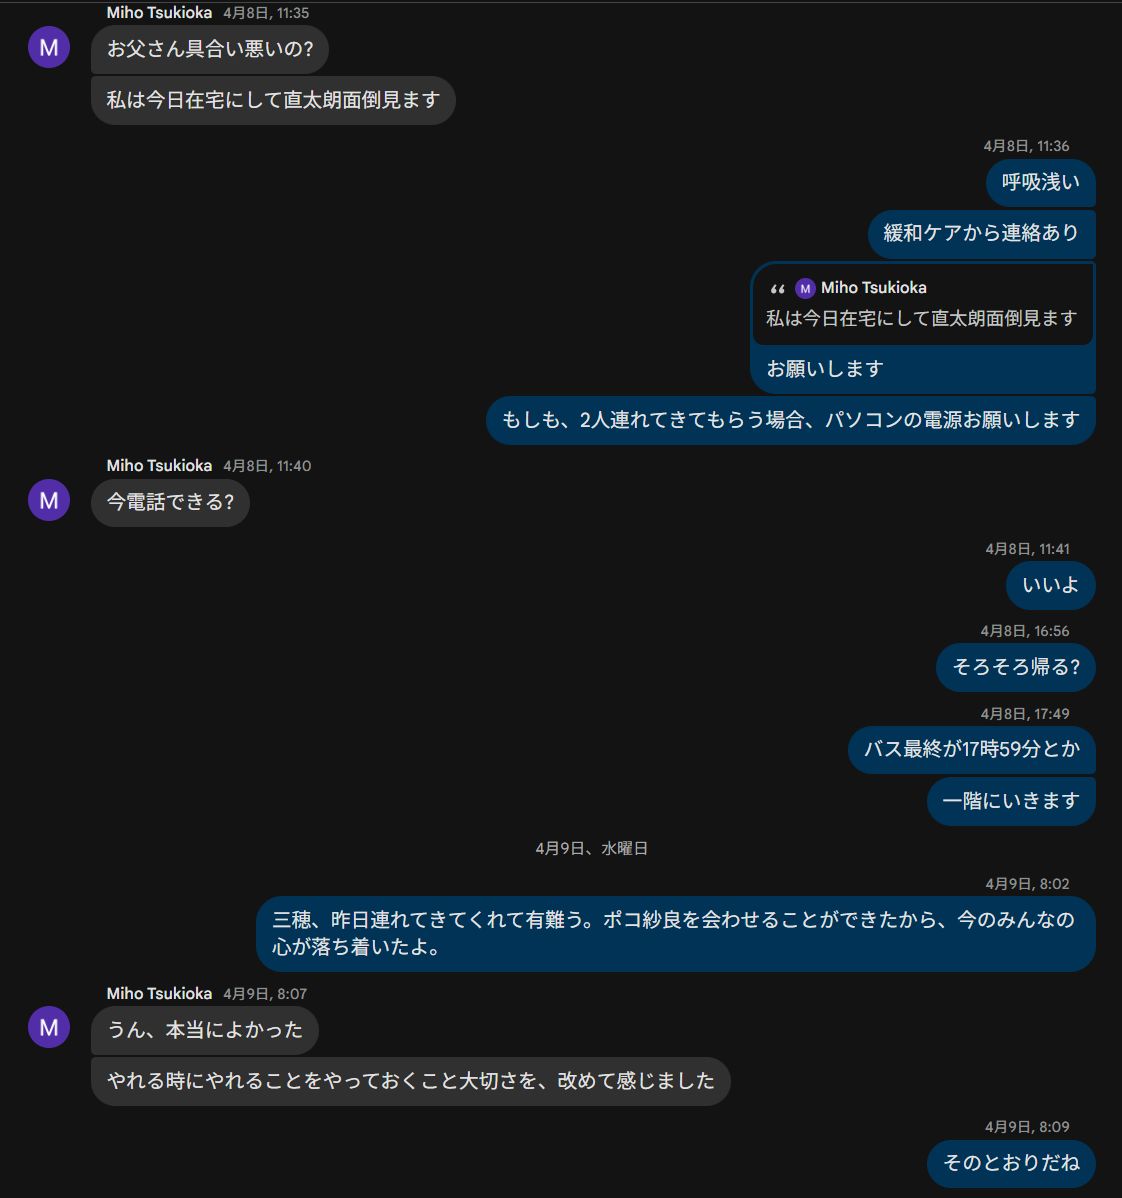 Miho Tsukioka 4月8日, 11:35
M
お父さん具合い悪いの?
私は今日在宅にして直太朗面倒見ます
4月8日, 11:36
呼吸浅い
緩和ケアから連絡あり
“ M Miho Tsukioka
私は今日在宅にして直太朗面倒見ます
お願いします
もしも、2人連れてきてもらう場合、パソコンの電源お願いします
Miho Tsukioka 4月8日, 11:40
M
今電話できる?
4月8日, 11:41
いいよ
4月8日, 16:56
そろそろ帰る?
4月8日, 17:49
バス最終が17時59分とか
一階にいきます
4月9日、水曜日
4月9日, 8:02
三穂、昨日連れてきてくれて有難う。ポコ紗良を会わせることができたから、今のみんなの
心が落ち着いたよ。
Miho Tsukioka 4月9日, 8:07
M
うん、本当によかった
やれる時にやれることをやっておくこと大切さを、改めて感じました
4月9日, 8:09
そのとおりだね